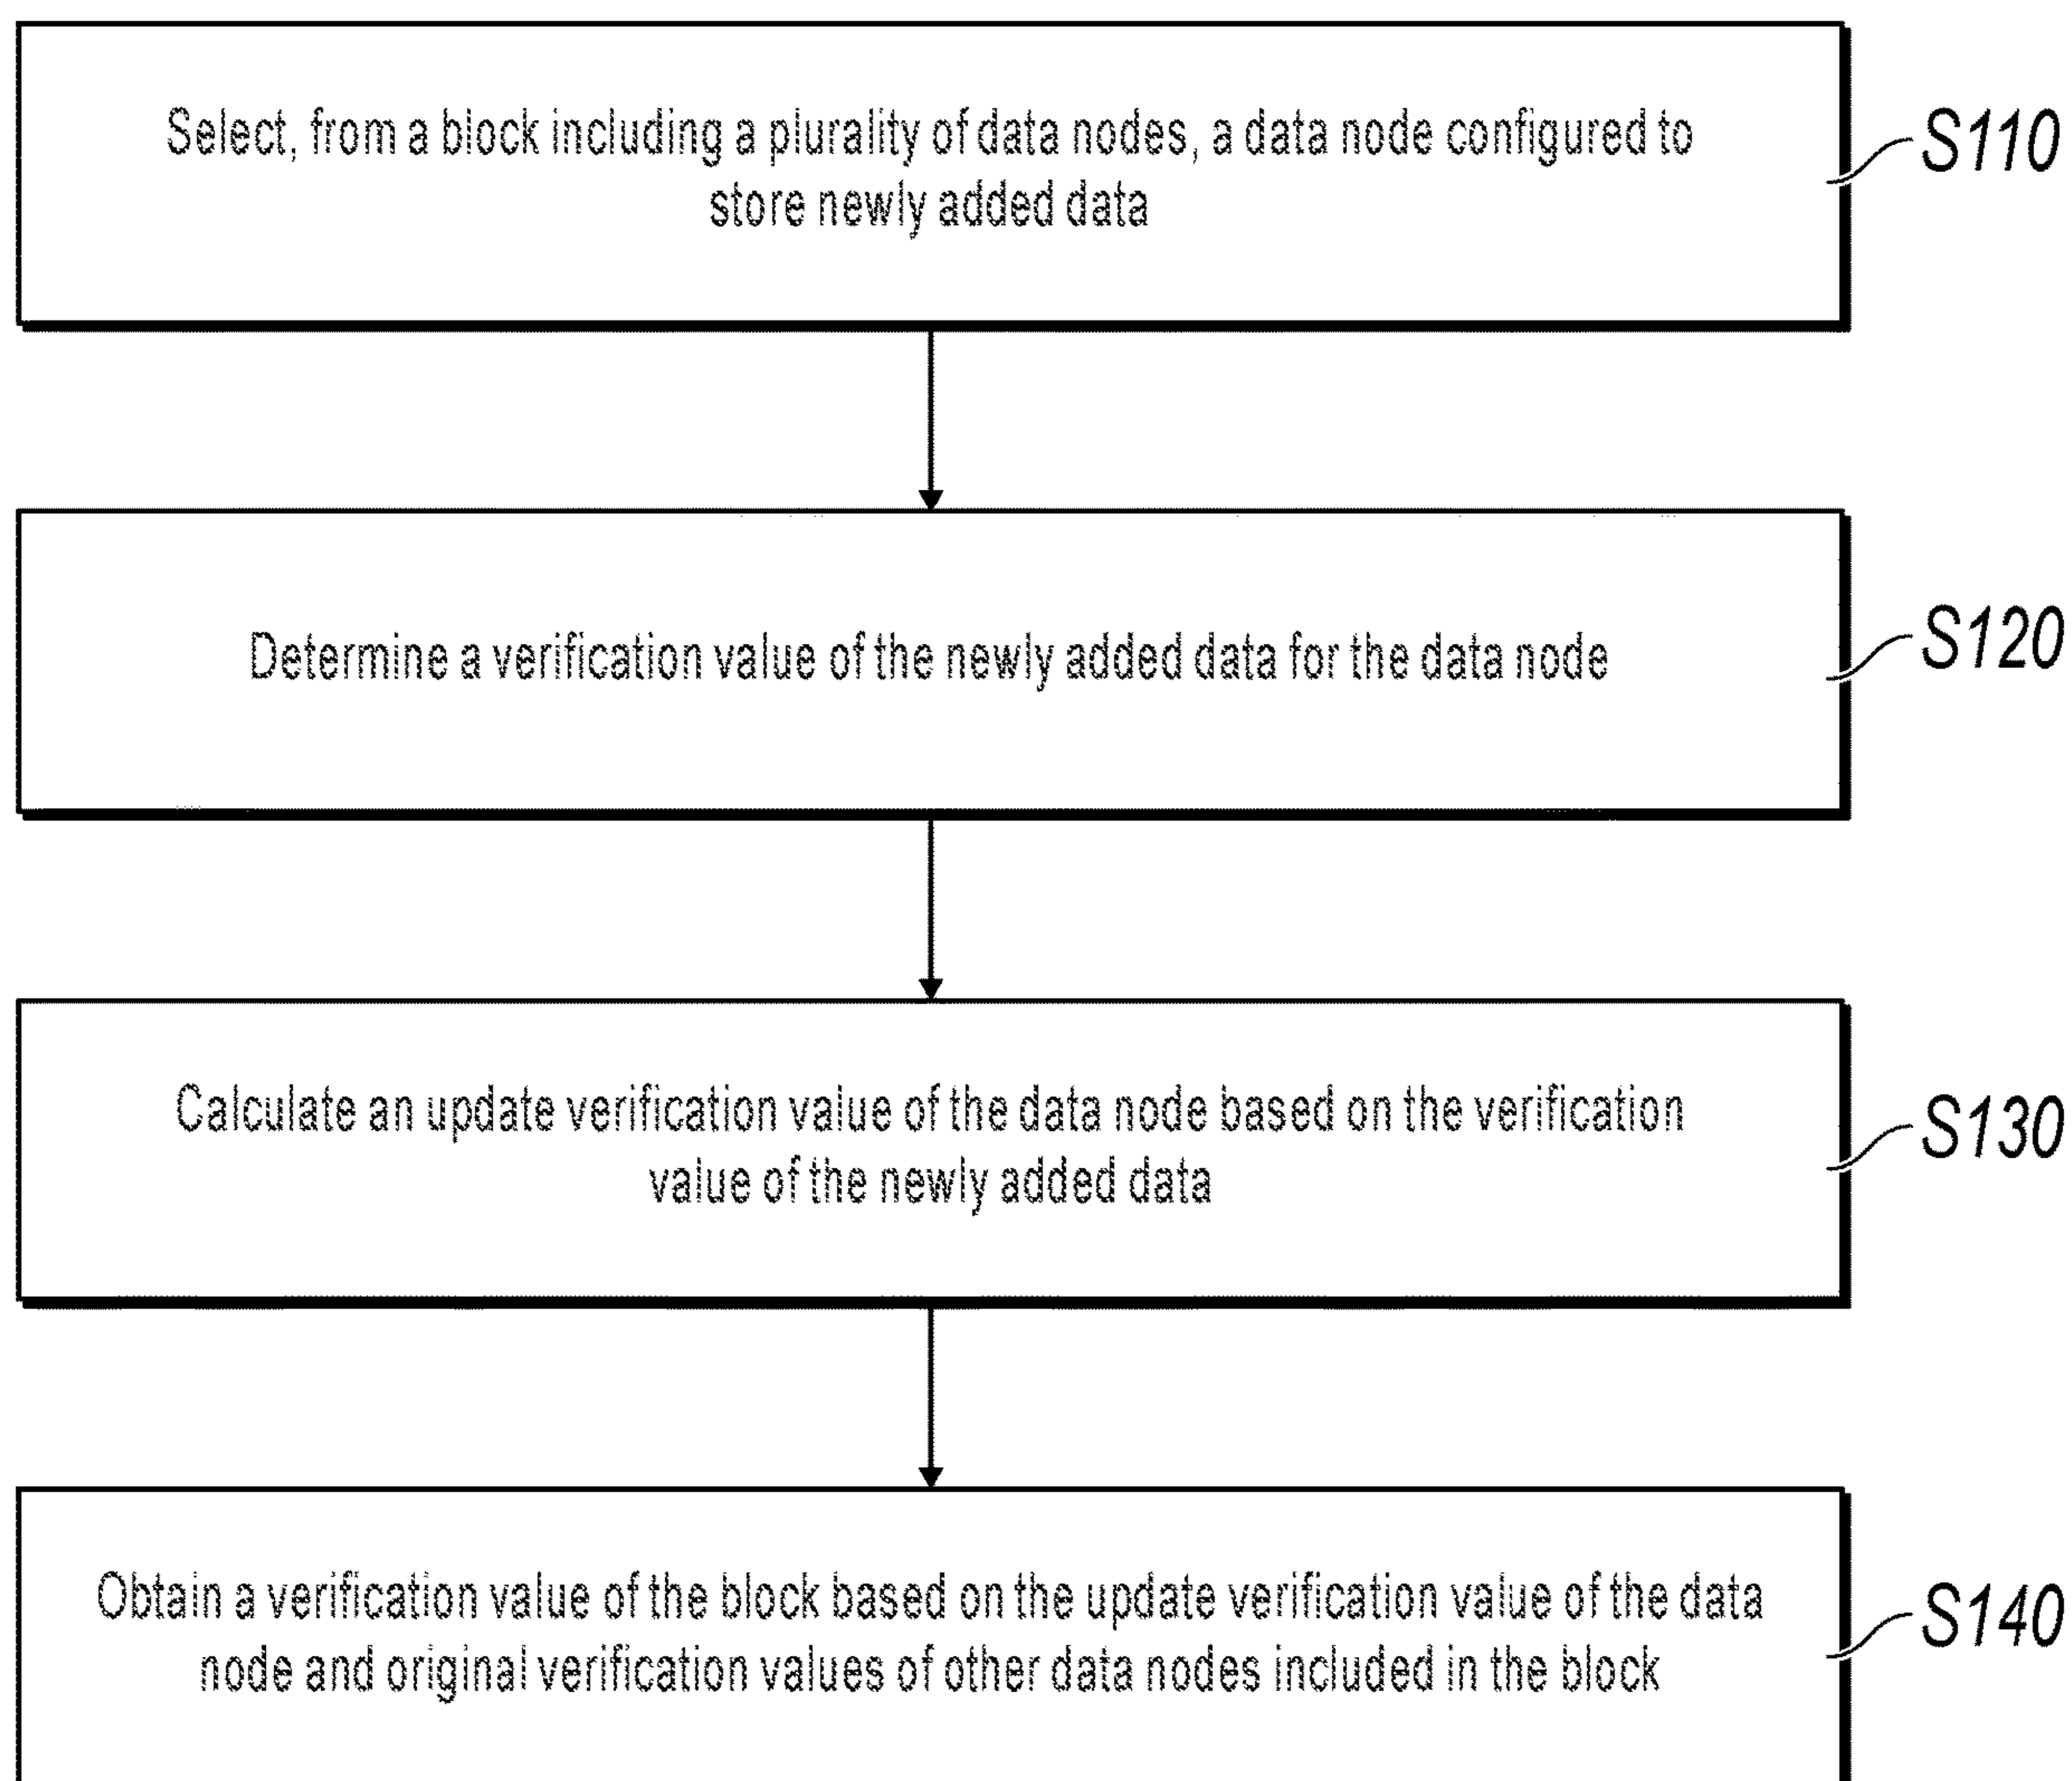 Select, from a block including a plurality of data nodes, a data node configured to
store newly added data
S110
Determine a verification value of the newly added data for the data node
S120
Calculate an update verification value of the data node based on the verification
value of the newly added data
S130
Obtain a verification value of the block based on the update verification value of the data
node and original verification values of other data nodes included in the block
S140